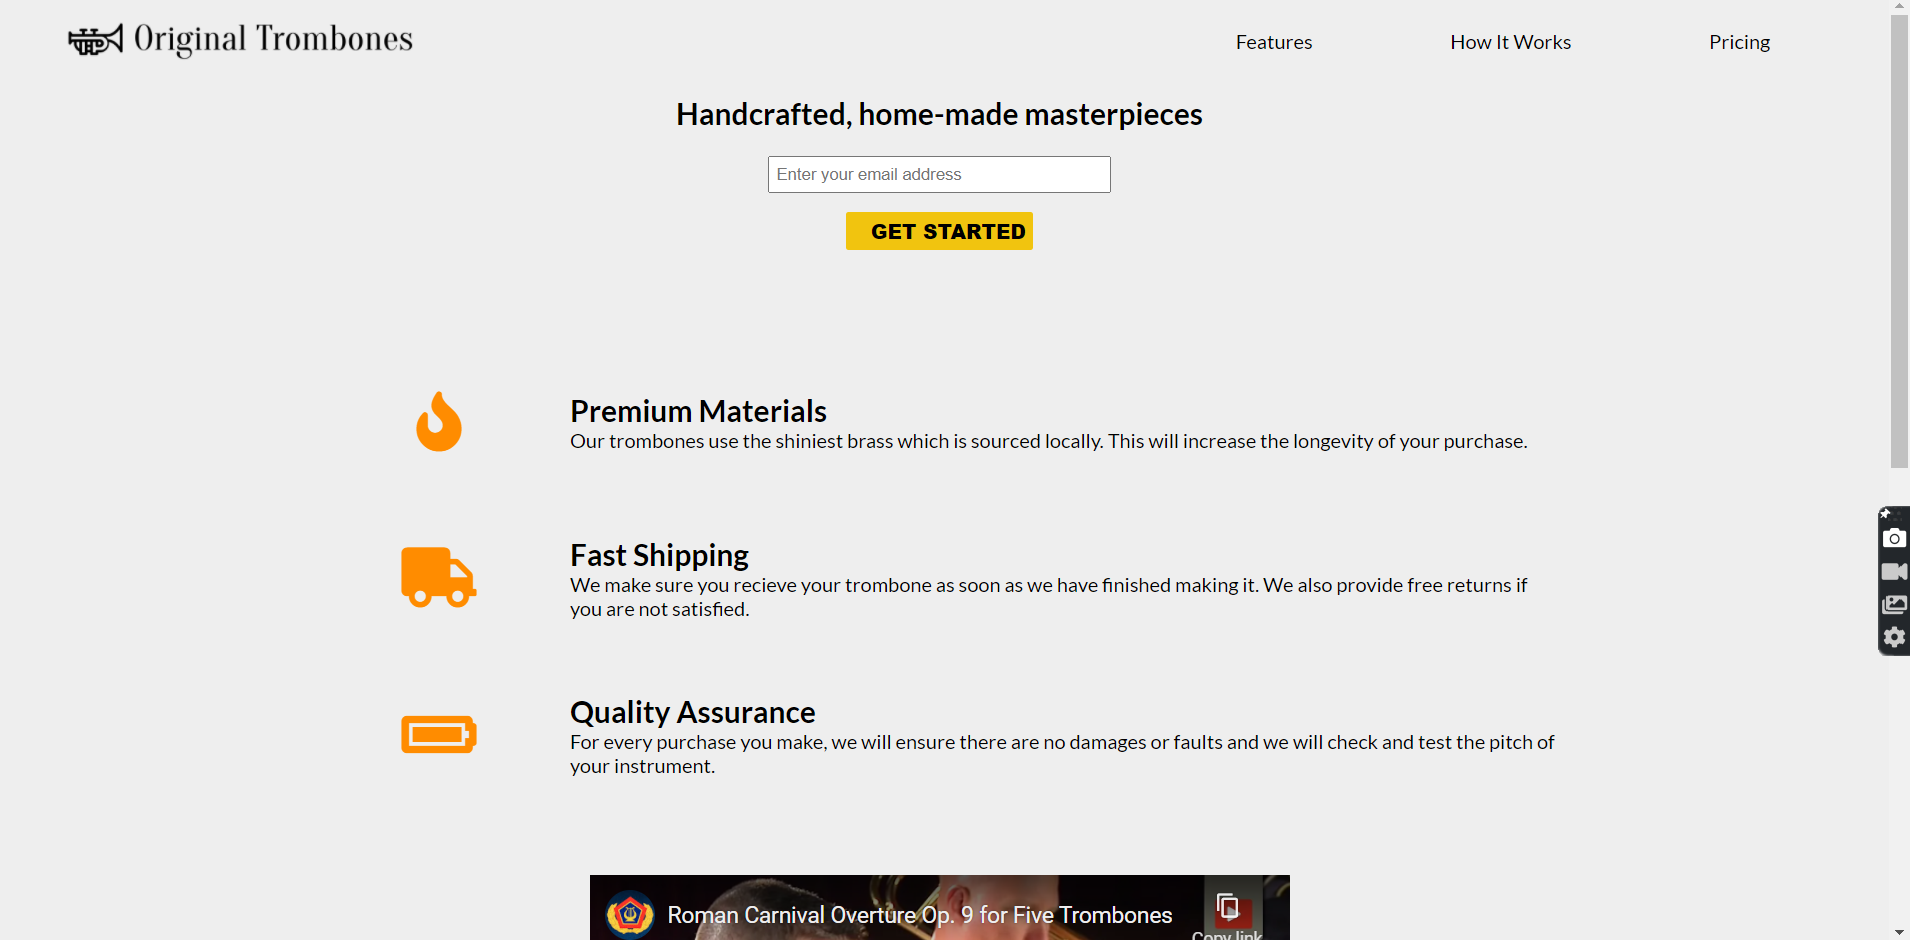 Original Trombones
Features
How It Works
Pricing
Handcrafted, home-made masterpieces
Enter your email address
GET STARTED
Premium Materials
Our trombones use the shiniest brass which is sourced locally. This will increase the longevity of your purchase.
Fast Shipping
We make sure you recieve your trombone as soon as we have finished making it. We also provide free returns if
you are not satisfied.
Quality Assurance
For every purchase you make, we will ensure there are no damages or faults and we will check and test the pitch of
your instrument.
Roman Carnival Overture Op. 9 for Five Trombones
Copy link